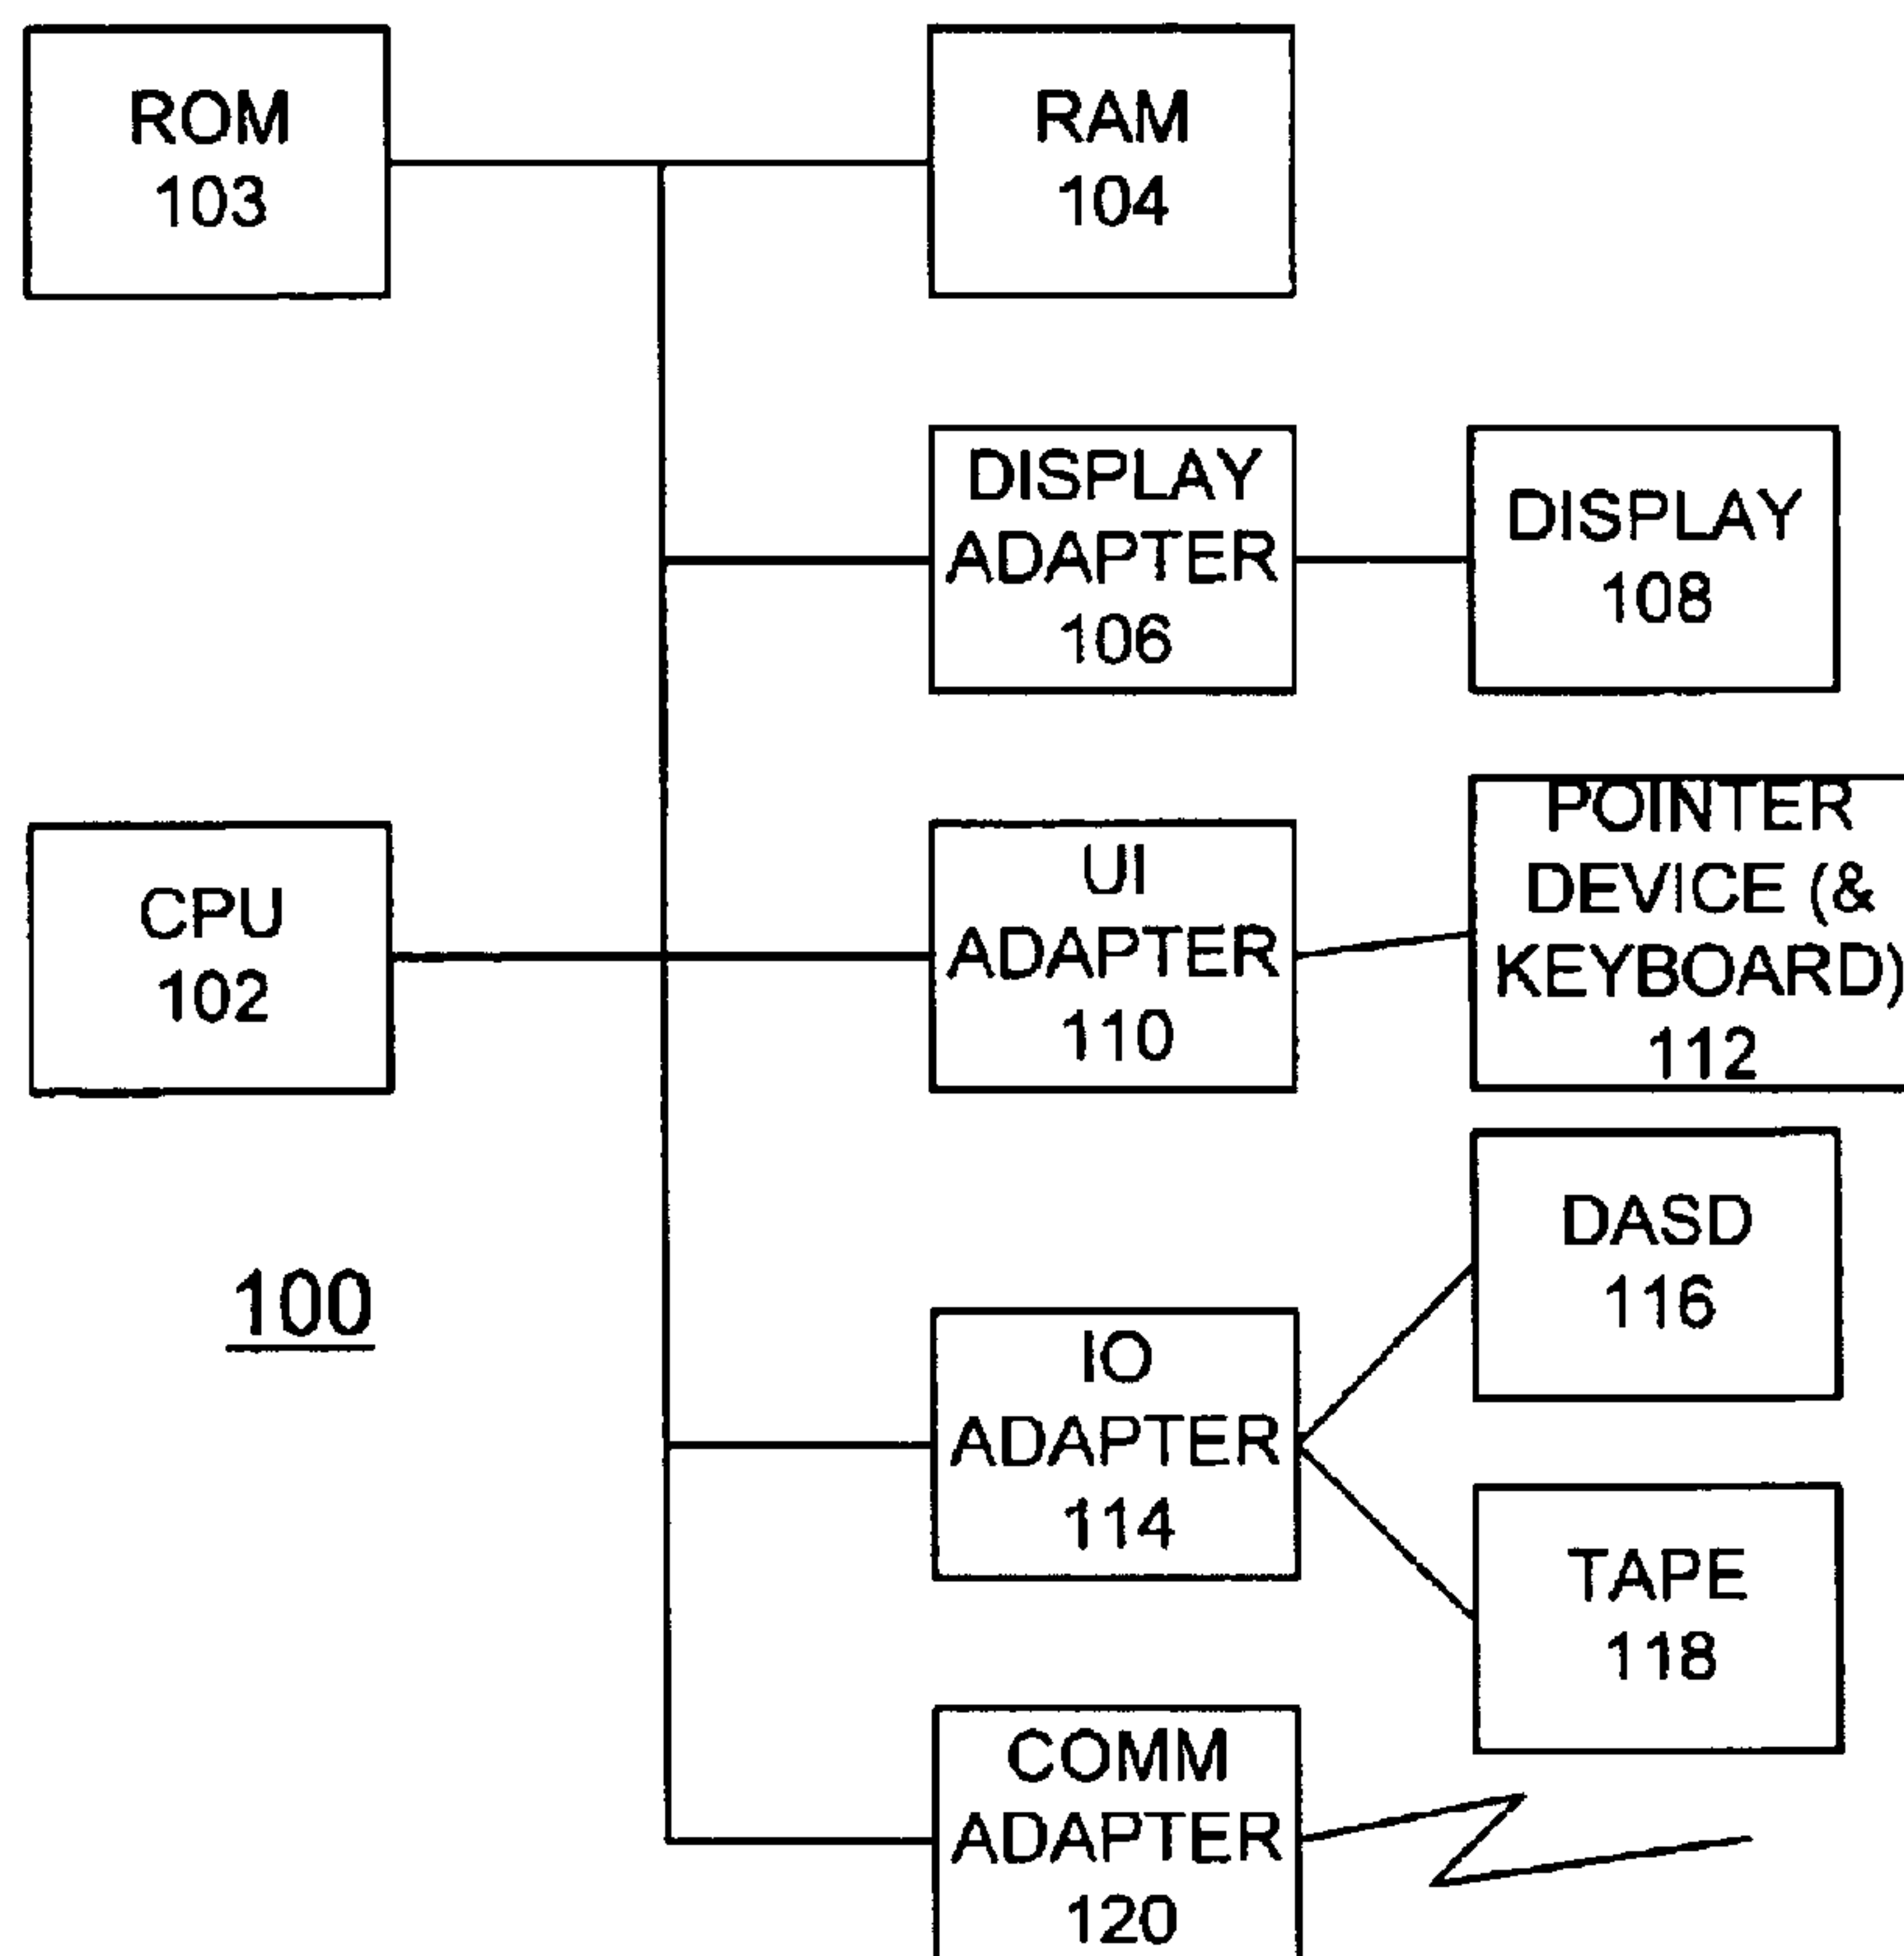 ROM
103
RAM
104
DISPLAY
ADAPTER
106
DISPLAY
108
CPU
102
UI
ADAPTER
110
POINTER
DEVICE (&
KEYBOARD)
112
100
IO
ADAPTER
114
DASD
116
TAPE
118
COMM
ADAPTER
120